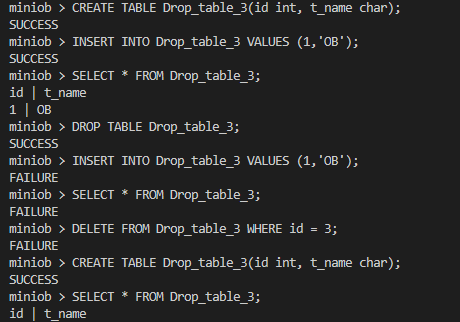 miniob > CREATE TABLE Drop_table_3(id int, t_name char);
SUCCESS
miniob > INSERT INTO Drop_table_3 VALUES (1,'OB');
SUCCESS
miniob > SELECT * FROM Drop_table_3;
id | t_name
1 | OB
miniob > DROP TABLE Drop_table_3;
SUCCESS
miniob > INSERT INTO Drop_table_3 VALUES (1,'OB');
FAILURE
miniob > SELECT * FROM Drop_table_3;
FAILURE
miniob > DELETE FROM Drop_table_3 WHERE id = 3;
FAILURE
miniob > CREATE TABLE Drop_table_3(id int, t_name char);
SUCCESS
miniob > SELECT * FROM Drop_table_3;
id | t_name